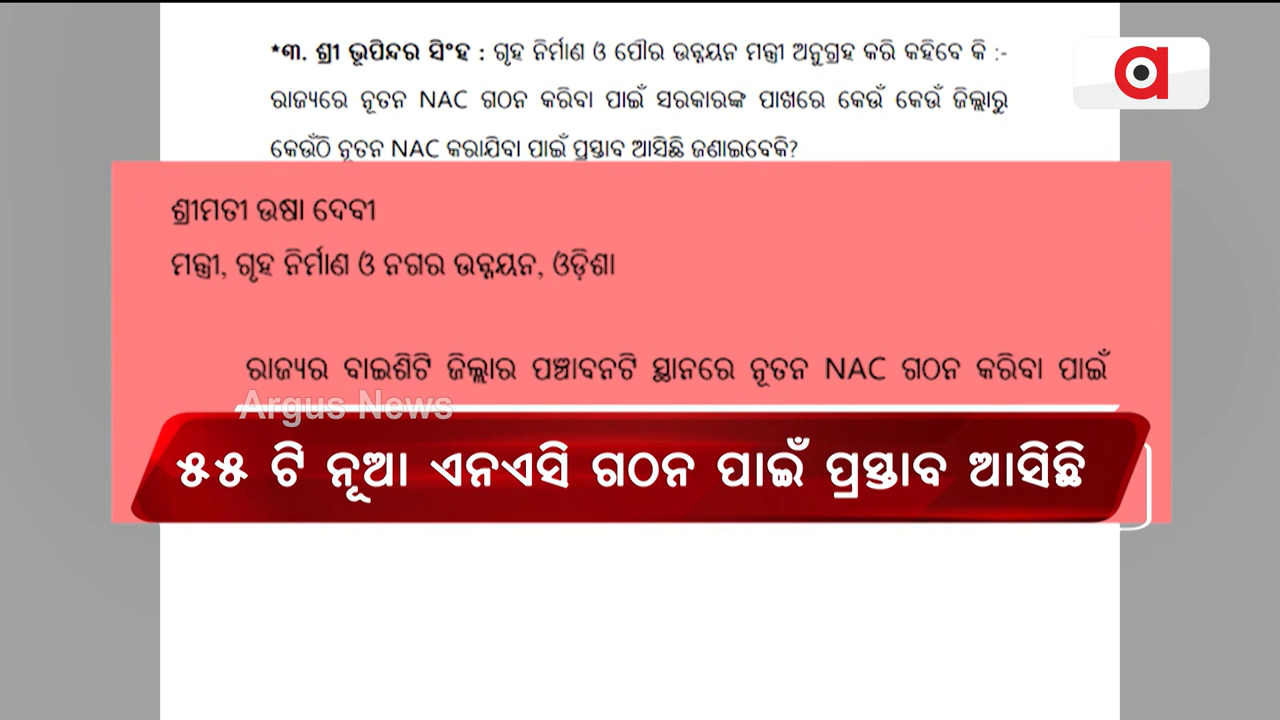 *୩. ଶ୍ରୀ ଭୂପିନ୍ଦର ସିଂହ : ଗୃହ ନିର୍ମାଣ ଓ ପୌର ଉନ୍ନୟନ ମନ୍ତ୍ରୀ ଅନୁଗ୍ରହ କରି କହିବେ କି :-
ରାଜ୍ୟରେ ନୂତନ NAC ଗଠନ କରିବା ପାଇଁ ସରକାରଙ୍କ ପାଖରେ କେଉଁ କେଉଁ ଜିଲ୍ଲାରୁ
କେଉଁଠି ନୂତନ NAC କରାଯିବା ପାଇଁ ପ୍ରସ୍ତାବ ଆସିଛି ଜଣାଇବେକି?
ଶ୍ରୀମତୀ ଉଷା ଦେବୀ
ମନ୍ତ୍ରୀ, ଗୃହ ନିର୍ମାଣ ଓ ନଗର ଉନ୍ନୟନ, ଓଡ଼ିଶା
ରାଜ୍ୟର ବାଇଶିଟି ଜିଲ୍ଲାର ପଞ୍ଚାବନଟି ସ୍ଥାନରେ ନୂତନ NAC ଗଠନ କରିବା ପାଇଁ
Argus News
୫୫ ଟି ନୂଆ ଏନଏସି ଗଠନ ପାଇଁ ପ୍ରସ୍ତାବ ଆସିଛି